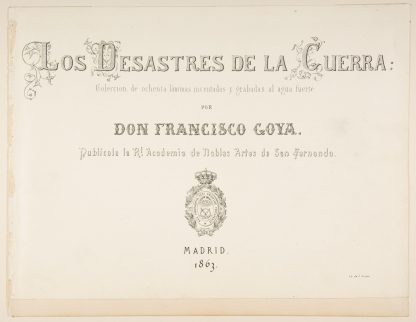 LOS DESASTRES DE LA GUERRA:
Coleccion de ochenta láminas inventadas y grabadas al agua fuerte
POR
DON FRANCISCO GOYA.
Publícala la Rl. Academia de Nobles Artes de San Fernando.
MADRID,
1863.